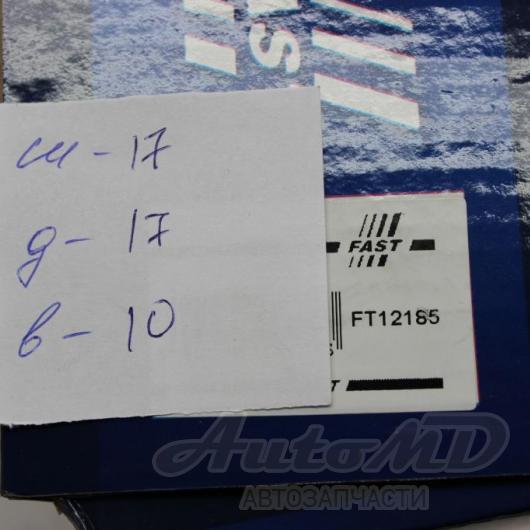 ш - 17
д - 17
в - 10
FAST
FT12185
AutoMD
АВТОЗАПЧАСТИ